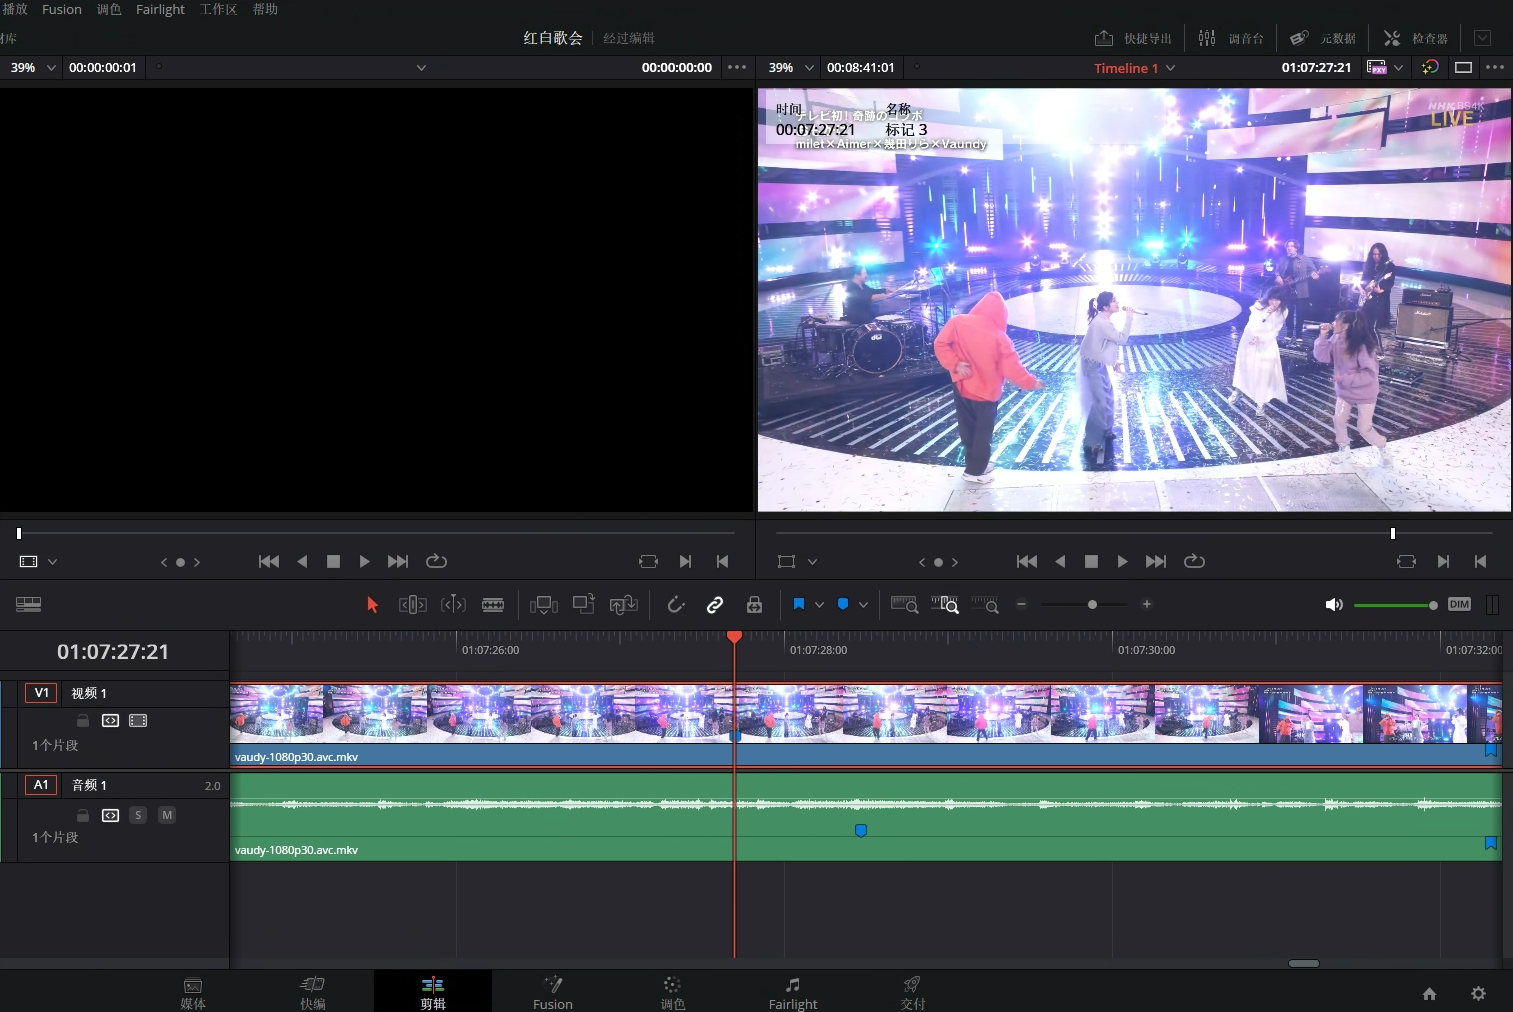 播放 Fusion 调色 Fairlight 工作区 帮助
材库 红白歌会 经过编辑 快捷导出 调音台 元数据 检查器
39% 00:00:00:01 00:00:00:00 ••• 39% 00:08:41:01 Timeline 1 01:07:27:21 PXY •••
时间 名称
テレビ初!奇跡のコラボ
00:07:27:21 标记 3
milet×Aimer×幾田りら×Vaundy
NHK BS4K
LIVE
DIM
01:07:27:21
01:07:26:00 01:07:28:00 01:07:30:00 01:07:32:00
V1 视频 1
1个片段
vaudy-1080p30.avc.mkv
A1 音频 1 2.0
S M
1个片段
vaudy-1080p30.avc.mkv
媒体 快编 剪辑 Fusion 调色 Fairlight 交付